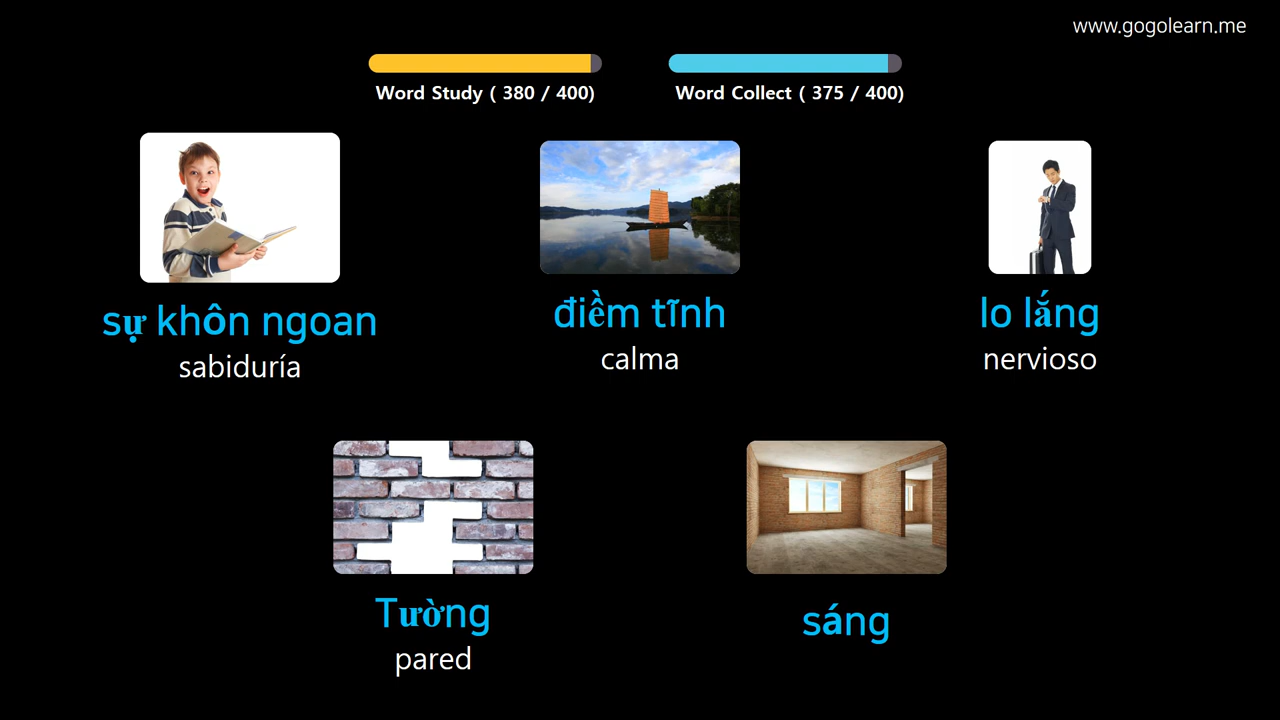 www.gogolearn.me
Word Study ( 380 / 400)
Word Collect ( 375 / 400)
sự khôn ngoan
sabiduría
điềm tĩnh
calma
lo lắng
nervioso
Tường
pared
sáng